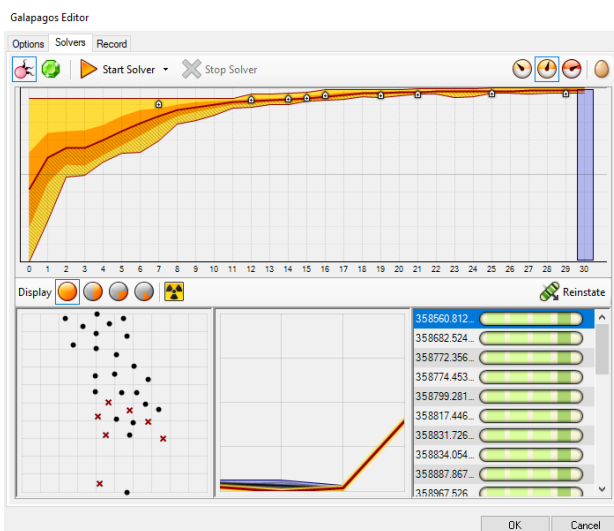 Galapagos Editor
Options Solvers Record
Start Solver Stop Solver
0 1 2 3 4 5 6 7 8 9 10 11 12 13 14 15 16 17 18 19 20 21 22 23 24 25 26 27 28 29 30
Display Reinstate
358560.812...
358682.524...
358772.356...
358774.453...
358799.281...
358817.446...
358831.726...
358834.054...
358887.867...
358967.526...
OK Cancel